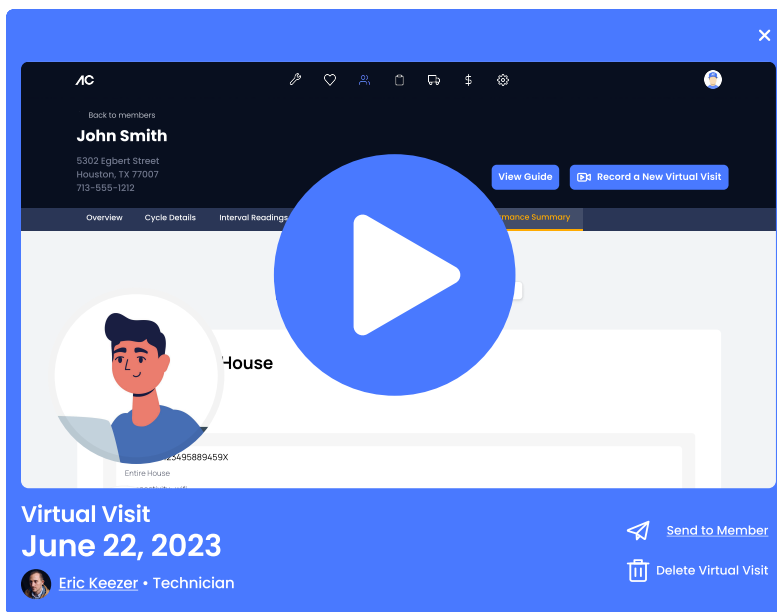 AC
Back to members
John Smith
5302 Egbert Street
Houston, TX 77007
713-555-1212
View Guide
Record a New Virtual Visit
Overview Cycle Details Interval Readings
Summary
House
23495889459X
Entire House
Virtual Visit
June 22, 2023
Eric Keezer • Technician
Send to Member
Delete Virtual Visit